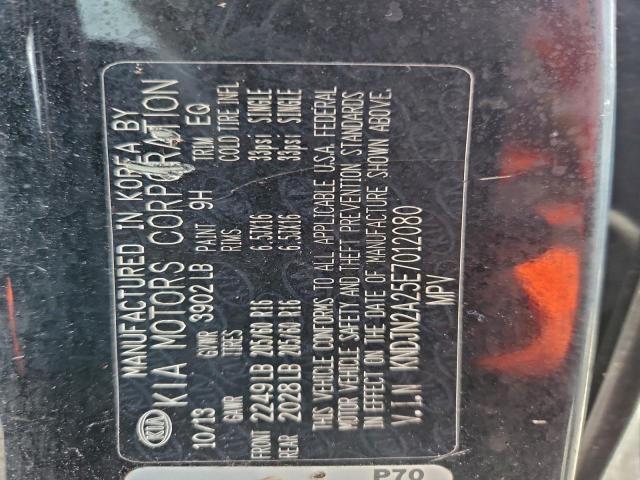 KIA
MANUFACTURED IN KOREA BY
KIA MOTORS CORPORATION
10/13 GVWR 3902 LB PAINT 9H TRIM EQ
GAWR TIRES RIMS COLD TIRE INFL
FRONT 2249 LB 205/60 R16 6.5JX16 33psi SINGLE
REAR 2028 LB 205/60 R16 6.5JX16 33psi SINGLE
THIS VEHICLE CONFORMS TO ALL APPLICABLE U.S.A FEDERAL
MOTOR VEHICLE SAFETY AND THEFT PREVENTION STANDARDS
IN EFFECT ON THE DATE OF MANUFACTURE SHOWN ABOVE.
V.I.N KNDJN2A25E7012080
MPV
P70